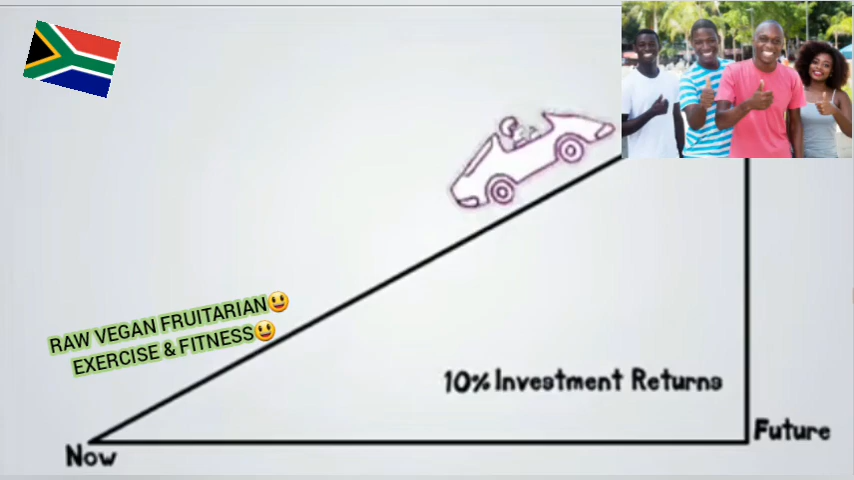 RAW VEGAN FRUITARIAN😃
EXERCISE & FITNESS😃
10% Investment Returns
Future
Now